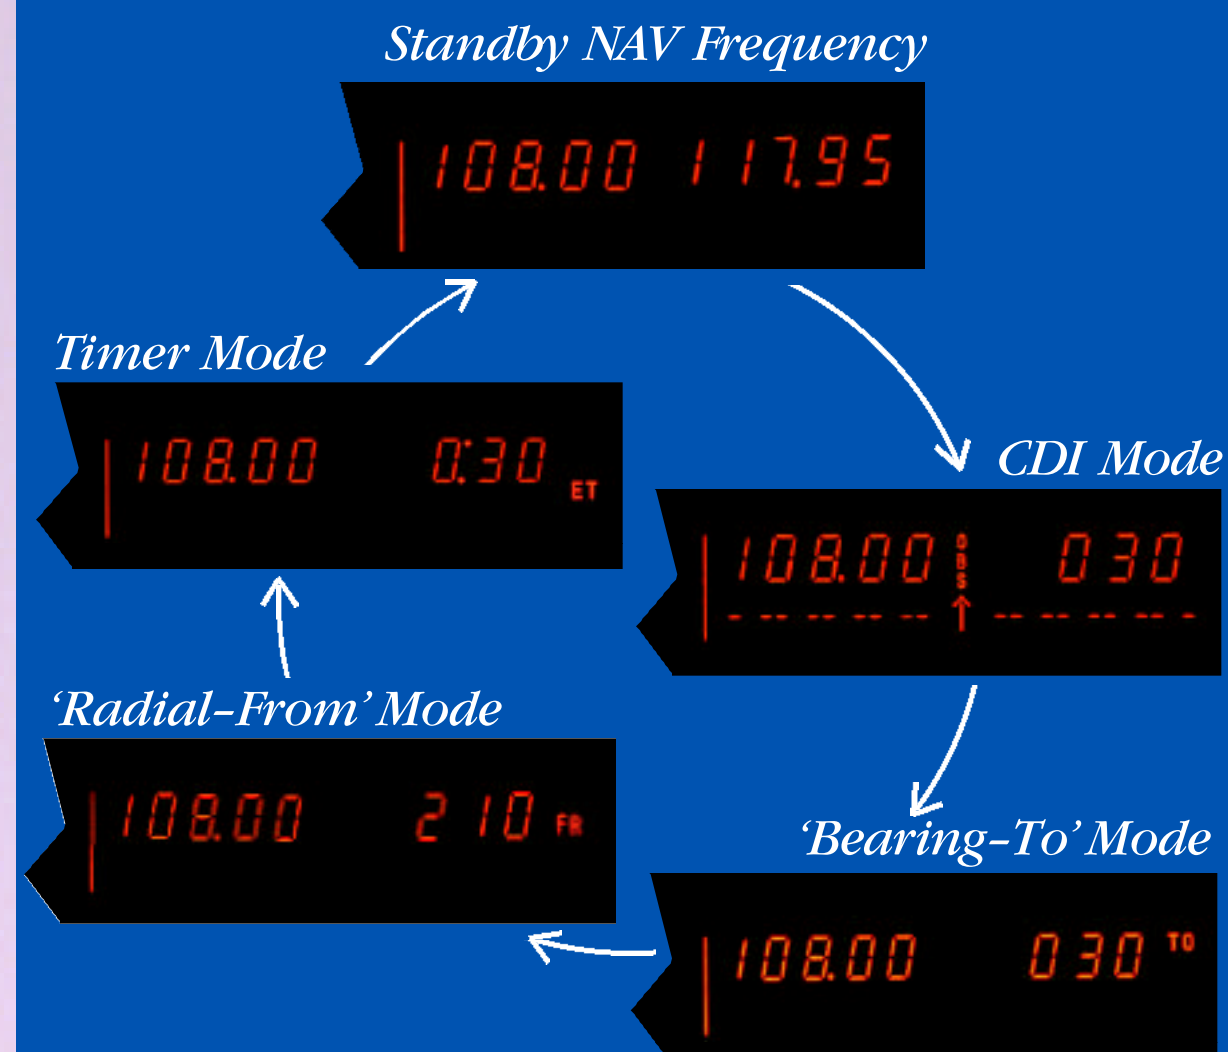 Standby NAV Frequency
108.00 117.95
Timer Mode
108.00 0:30 ET
CDI Mode
108.00 OBS 030
‘Radial–From’ Mode
108.00 210 FR
‘Bearing–To’ Mode
108.00 030 TO